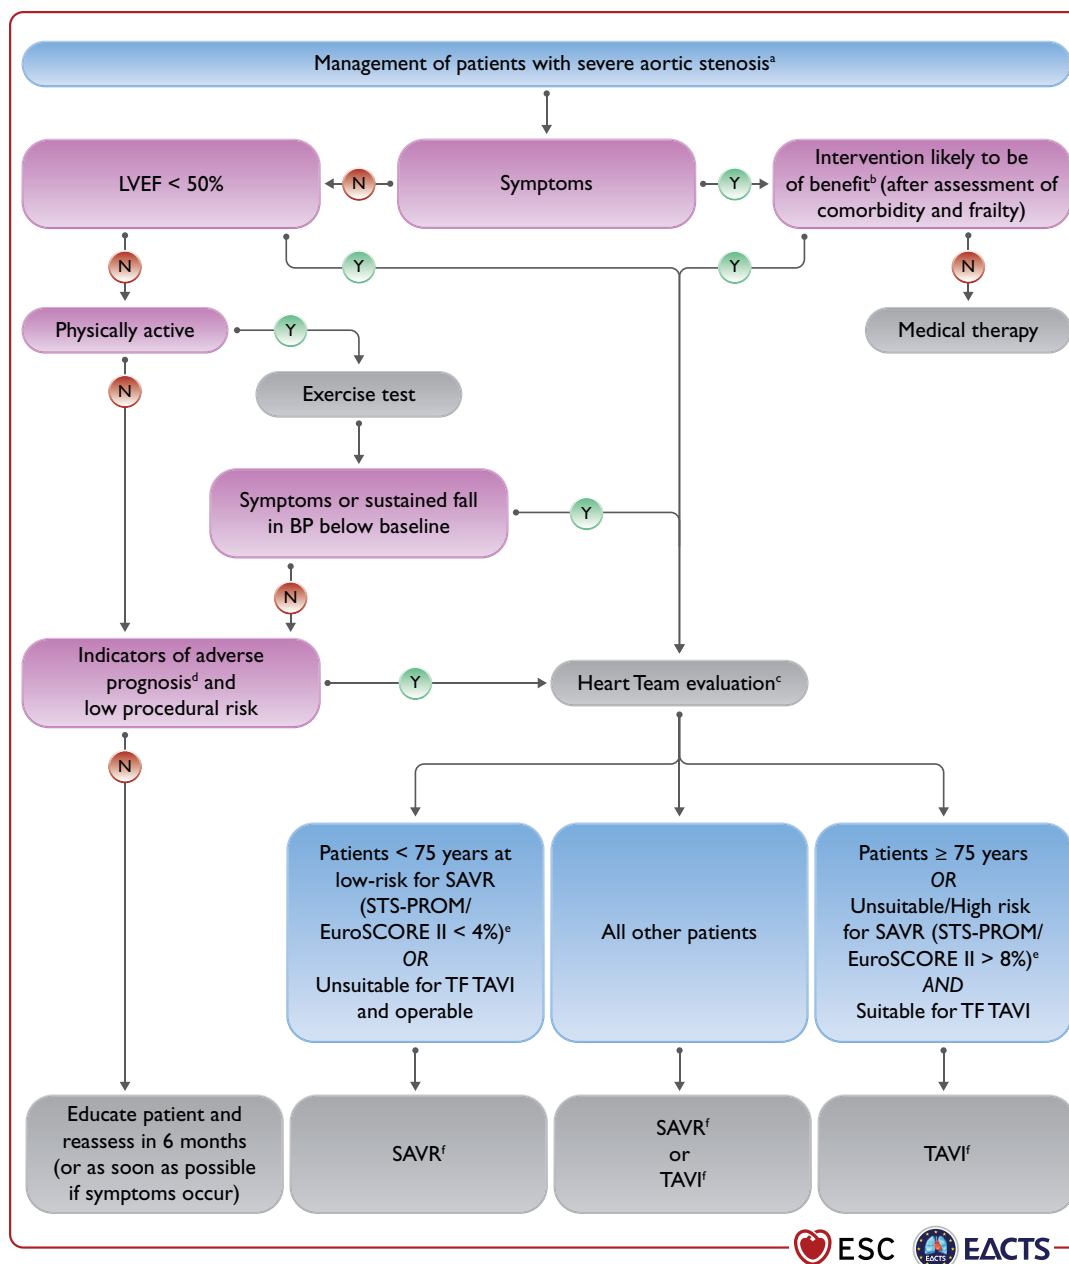 Management of patients with severe aortic stenosisᵃ
LVEF < 50%
N
Symptoms
Y
Intervention likely to be
of benefitᵇ (after assessment of
comorbidity and frailty)
N
Y
Y
N
Physically active
Y
Medical therapy
N
Exercise test
Symptoms or sustained fall
in BP below baseline
Y
N
Indicators of adverse
prognosisᵈ and
low procedural risk
Y
Heart Team evaluationᶜ
N
Patients < 75 years at
low-risk for SAVR
(STS-PROM/
EuroSCORE II < 4%)ᵉ
OR
Unsuitable for TF TAVI
and operable
All other patients
Patients ≥ 75 years
OR
Unsuitable/High risk
for SAVR (STS-PROM/
EuroSCORE II > 8%)ᵉ
AND
Suitable for TF TAVI
Educate patient and
reassess in 6 months
(or as soon as possible
if symptoms occur)
SAVRᶠ
SAVRᶠ
or
TAVIᶠ
TAVIᶠ
ESC
EACTS